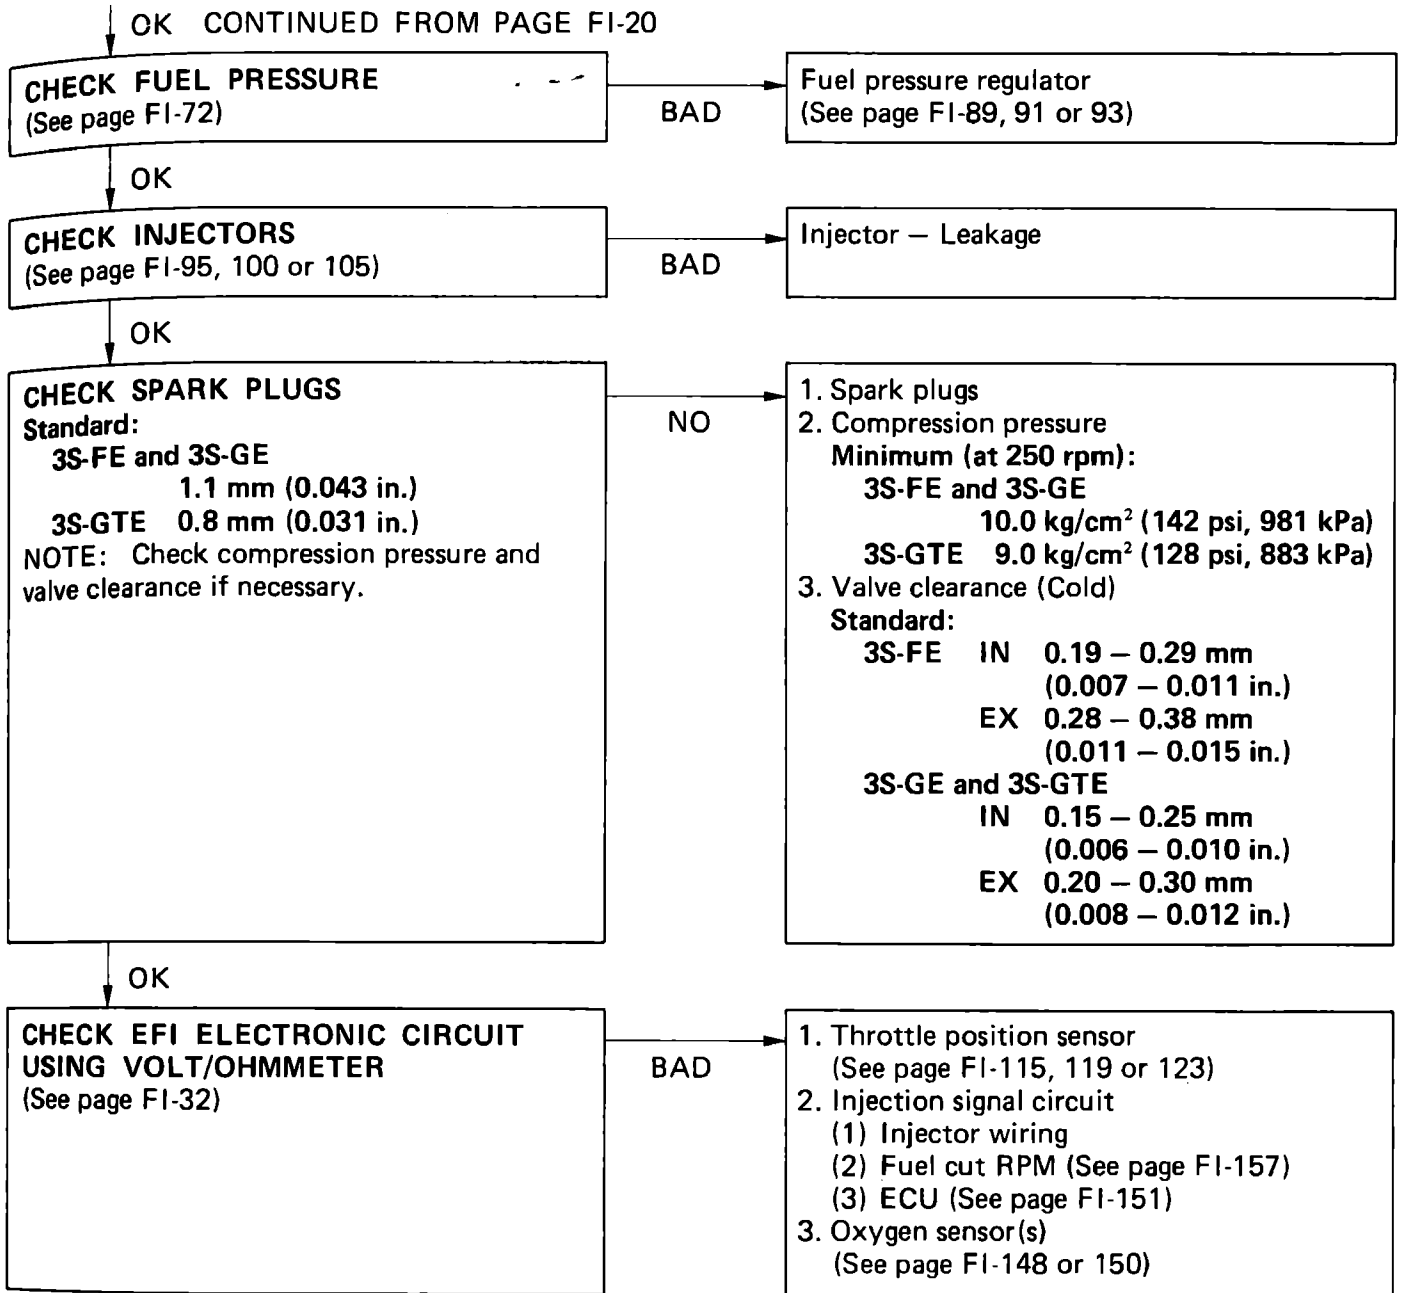 OK CONTINUED FROM PAGE FI-20
CHECK FUEL PRESSURE
(See page FI-72)
BAD
Fuel pressure regulator
(See page FI-89, 91 or 93)
OK
CHECK INJECTORS
(See page FI-95, 100 or 105)
BAD
Injector — Leakage
OK
CHECK SPARK PLUGS
Standard:
3S-FE and 3S-GE
1.1 mm (0.043 in.)
3S-GTE 0.8 mm (0.031 in.)
NOTE: Check compression pressure and
valve clearance if necessary.
NO
1. Spark plugs
2. Compression pressure
Minimum (at 250 rpm):
3S-FE and 3S-GE
10.0 kg/cm² (142 psi, 981 kPa)
3S-GTE 9.0 kg/cm² (128 psi, 883 kPa)
3. Valve clearance (Cold)
Standard:
3S-FE IN 0.19 — 0.29 mm
(0.007 — 0.011 in.)
EX 0.28 — 0.38 mm
(0.011 — 0.015 in.)
3S-GE and 3S-GTE
IN 0.15 — 0.25 mm
(0.006 — 0.010 in.)
EX 0.20 — 0.30 mm
(0.008 — 0.012 in.)
OK
CHECK EFI ELECTRONIC CIRCUIT
USING VOLT/OHMMETER
(See page FI-32)
BAD
1. Throttle position sensor
(See page FI-115, 119 or 123)
2. Injection signal circuit
(1) Injector wiring
(2) Fuel cut RPM (See page FI-157)
(3) ECU (See page FI-151)
3. Oxygen sensor(s)
(See page FI-148 or 150)